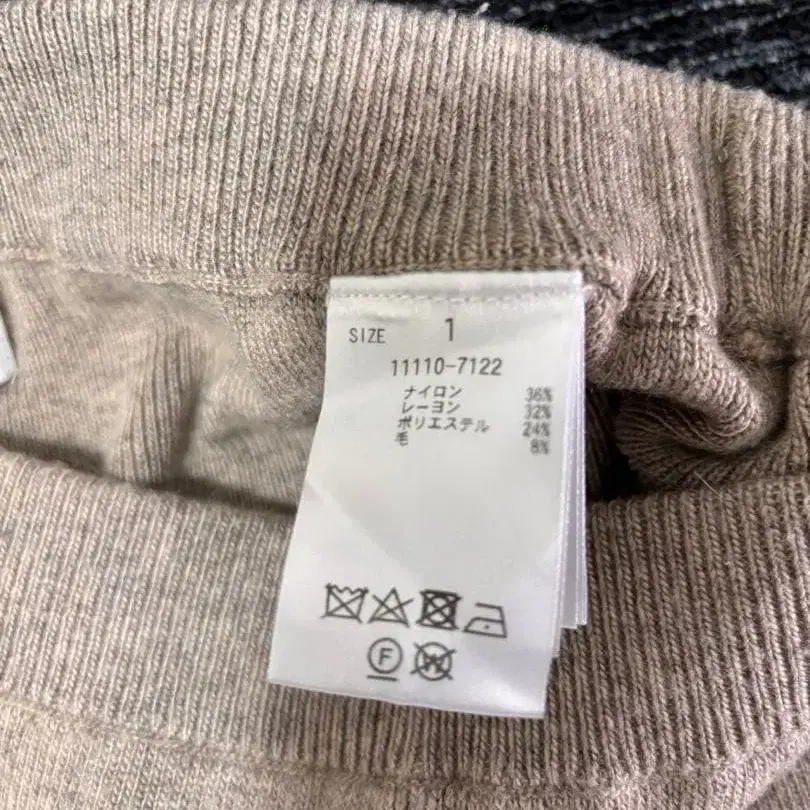 SIZE 1
11110-7122
ナイロン 36%
レーヨン 32%
ポリエステル 24%
毛 8%
F W